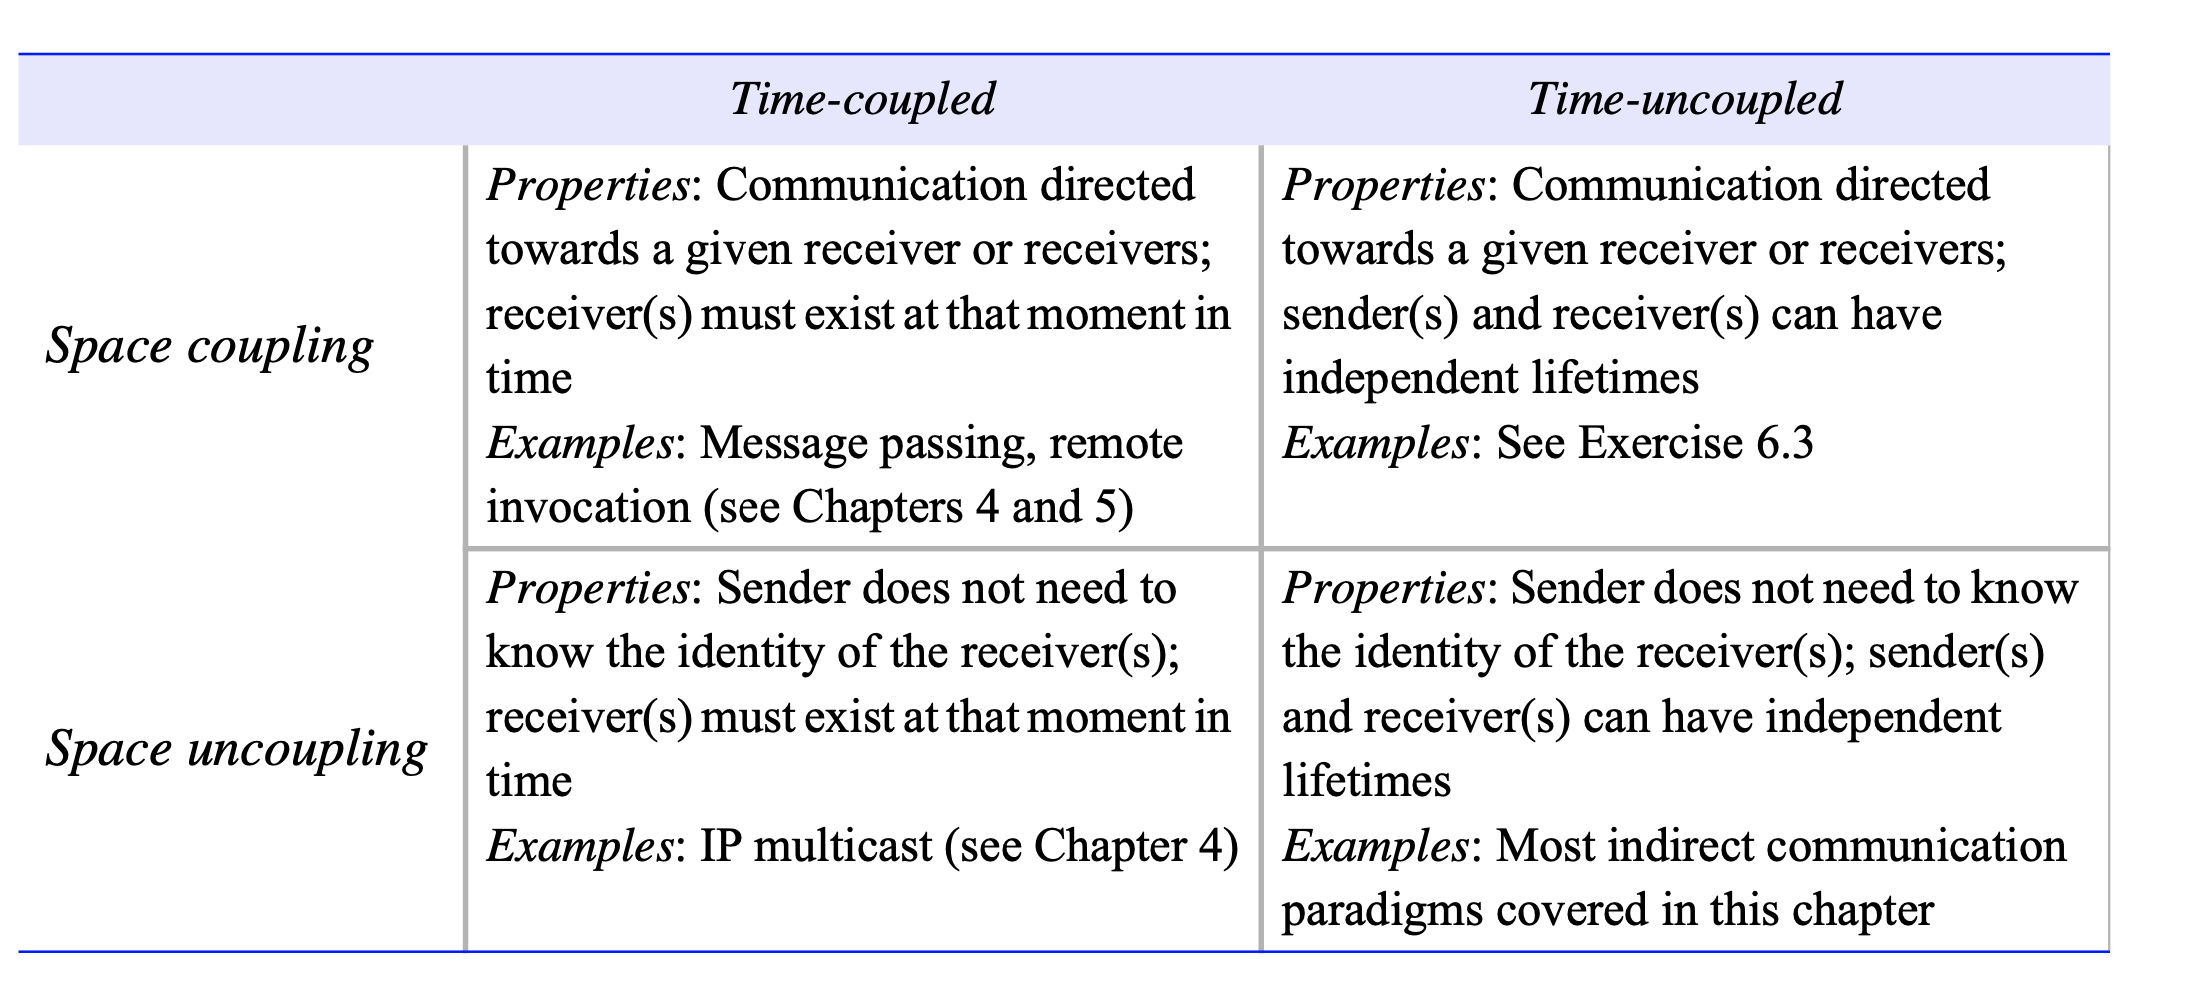 Time-coupled
Time-uncoupled
Space coupling
Properties: Communication directed
towards a given receiver or receivers;
receiver(s) must exist at that moment in
time
Examples: Message passing, remote
invocation (see Chapters 4 and 5)
Properties: Communication directed
towards a given receiver or receivers;
sender(s) and receiver(s) can have
independent lifetimes
Examples: See Exercise 6.3
Space uncoupling
Properties: Sender does not need to
know the identity of the receiver(s);
receiver(s) must exist at that moment in
time
Examples: IP multicast (see Chapter 4)
Properties: Sender does not need to know
the identity of the receiver(s); sender(s)
and receiver(s) can have independent
lifetimes
Examples: Most indirect communication
paradigms covered in this chapter